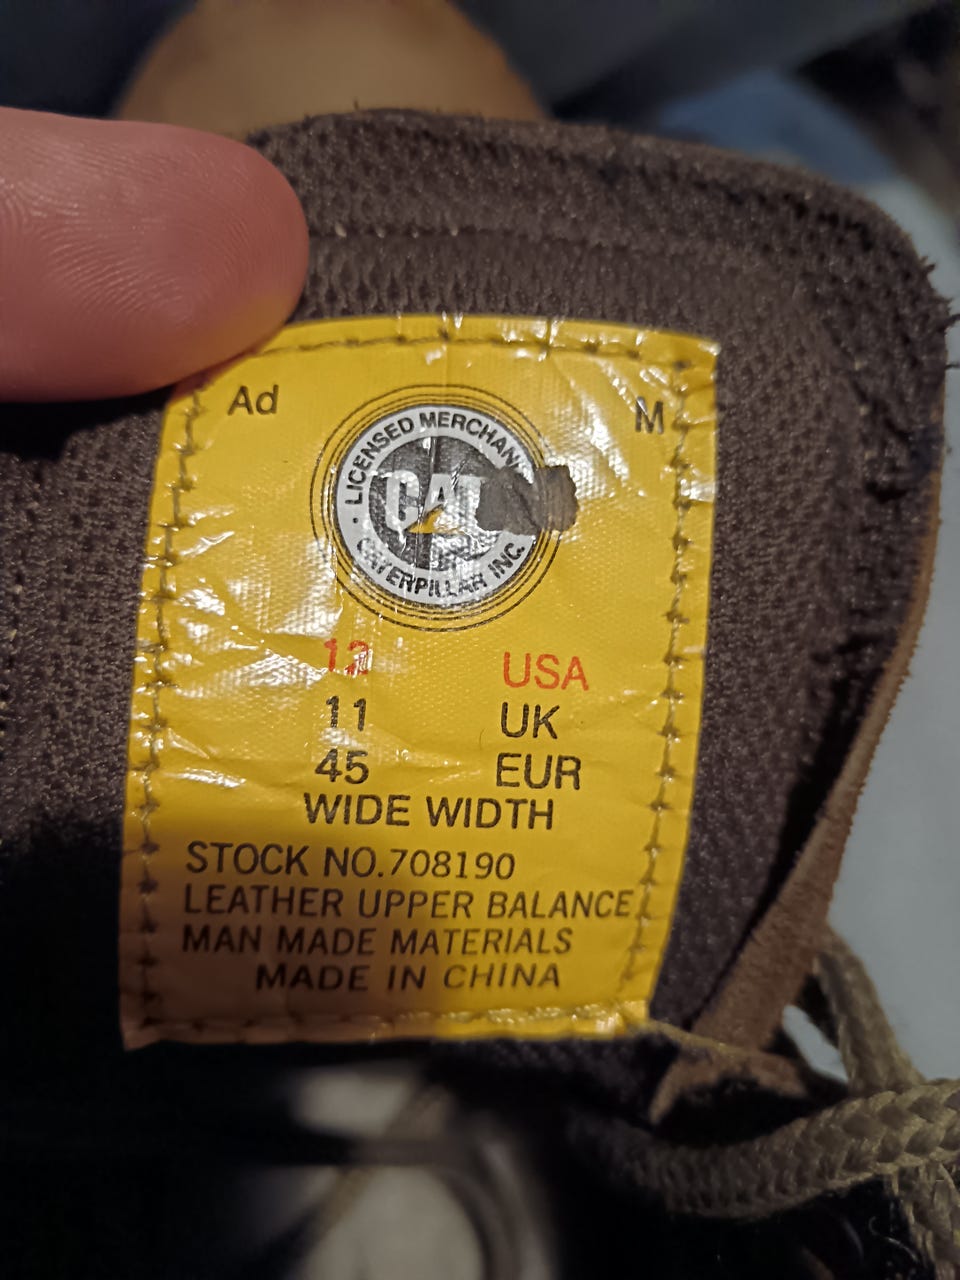 Ad M
LICENSED MERCHAN
CAT
CATERPILLAR INC.
12 USA
11 UK
45 EUR
WIDE WIDTH
STOCK NO.708190
LEATHER UPPER BALANCE
MAN MADE MATERIALS
MADE IN CHINA